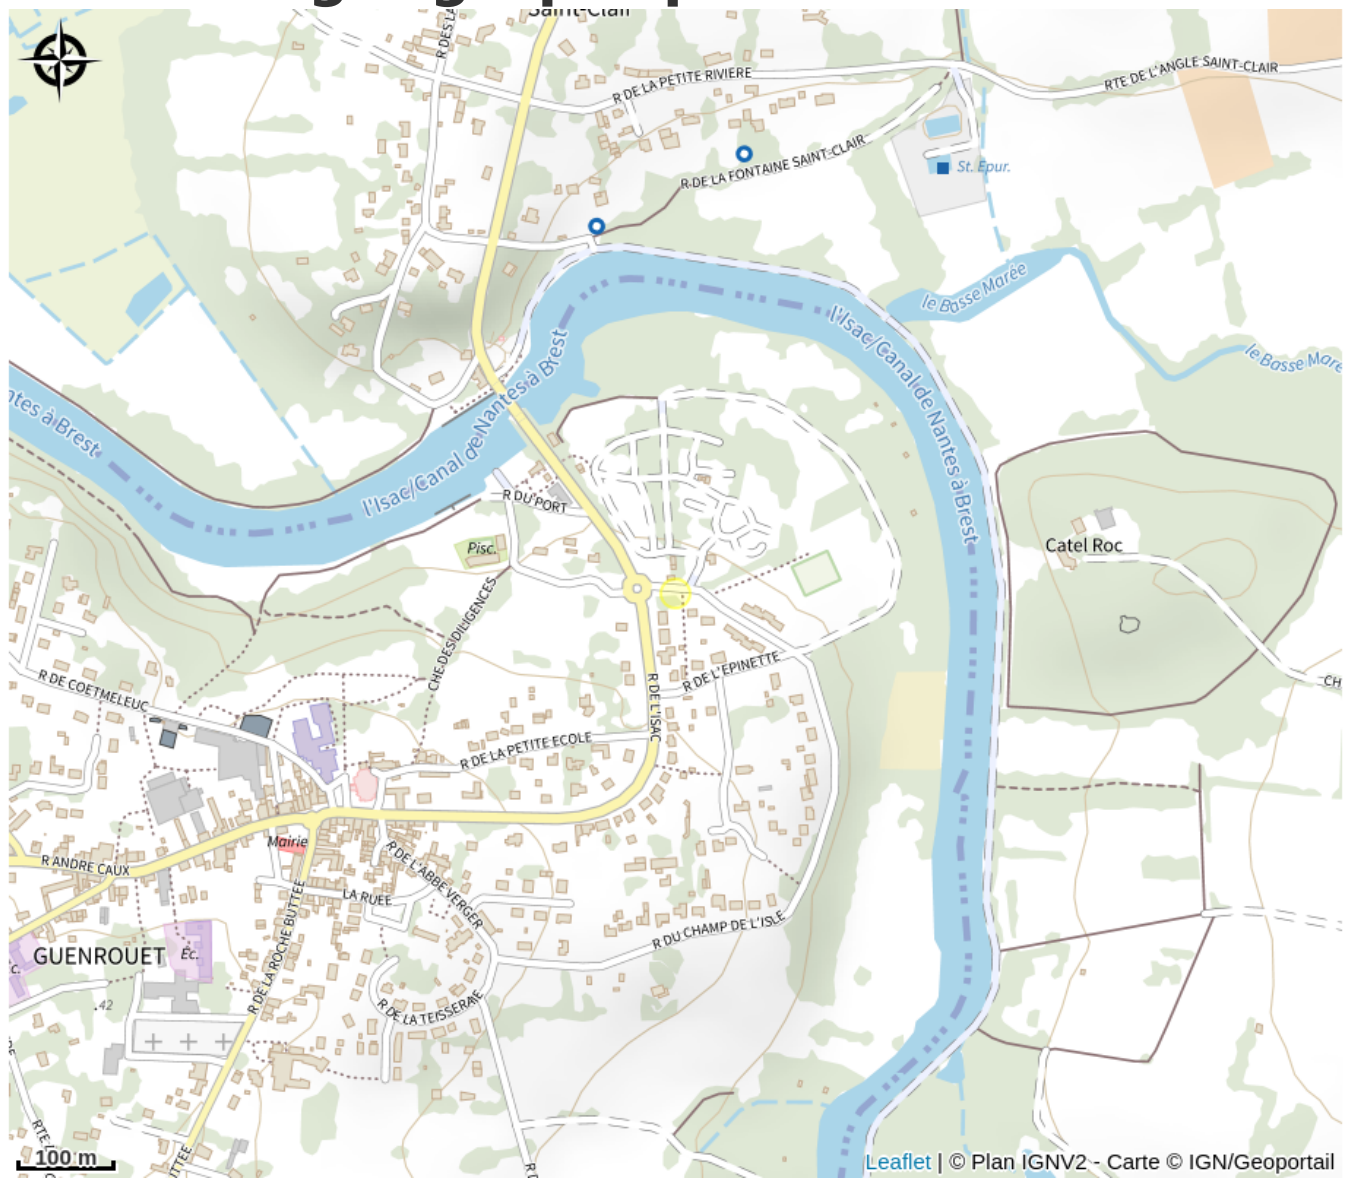 Saint-Clair
R DE LA PETITE RIVIERE
RTE DE L'ANGLE SAINT-CLAIR
R DE LA FONTAINE SAINT-CLAIR
St. Epur.
le Basse Marée
l'Isac/Canal de Nantes à Brest
le Basse Maré
ntes à Brest
l'Isac/Canal de Nantes à Brest
R DU PORT
Pisc.
Catel Roc
CHE DES DILIGENCES
R DE COETMELEUC
R DE L'EPINETTE
R DE L'ISAC
CH
R DE LA PETITE ECOLE
Mairie
R ANDRE CAUX
R DE L'ABBE VERGER
LA RUEE
R DE LA ROCHE BUTTEE
R DU CHAMP DE L'ISLE
GUENROUET
Éc.
c.
.42
R DE LA TEISSERAIE
100 m
Leaflet | © Plan IGNV2 - Carte © IGN/Geoportail